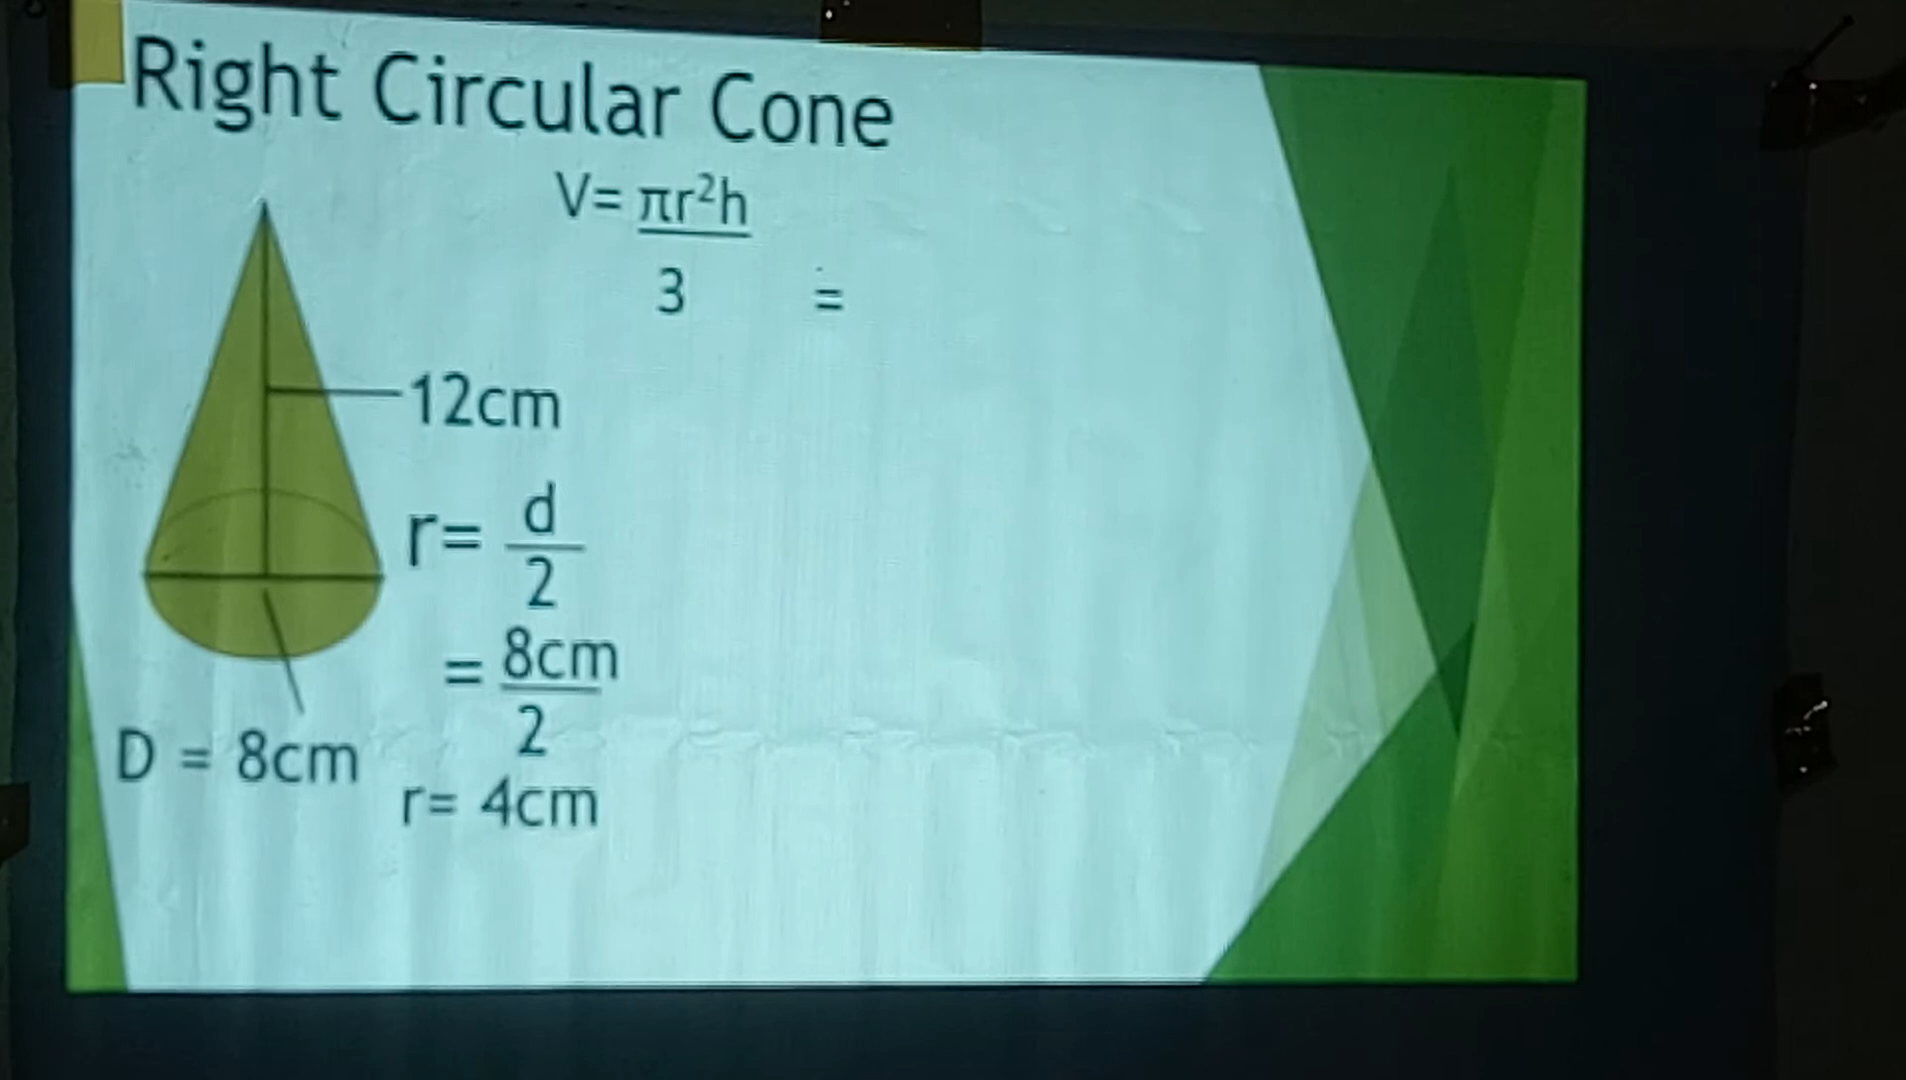 Right Circular Cone
V= πr²h
3 =
12cm
r= d
2
= 8cm
2
D = 8cm
r= 4cm